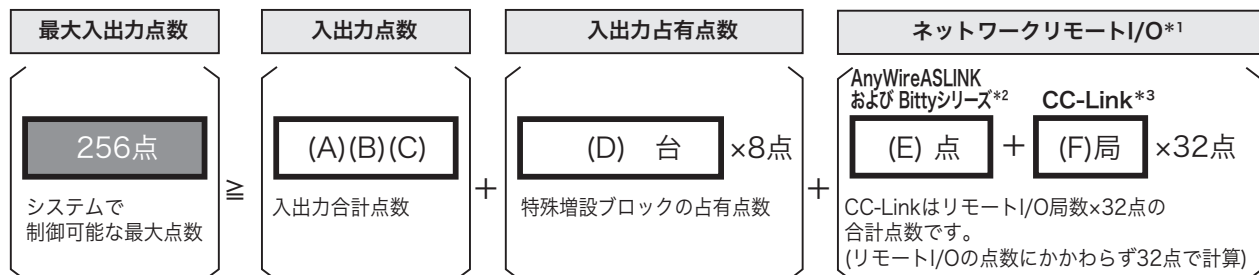 最大入出力点数
入出力点数
入出力占有点数
ネットワークリモートI/O*1
256点
≧
システムで
制御可能な最大点数
(A)(B)(C)
入出力合計点数
+
(D) 台 ×8点
特殊増設ブロックの占有点数
+
AnyWireASLINK
および Bittyシリーズ*2
CC-Link*3
(E) 点 + (F)局 ×32点
CC-LinkはリモートI/O局数×32点の
合計点数です。
(リモートI/Oの点数にかかわらず32点で計算)